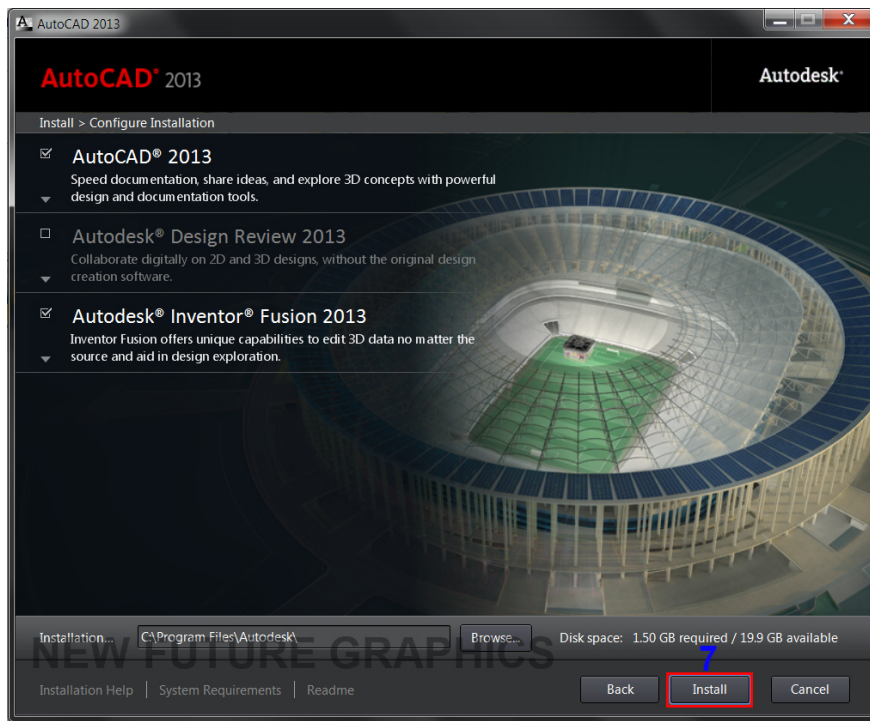 AutoCAD 2013
AutoCAD® 2013
Autodesk®
Install > Configure Installation
AutoCAD® 2013
Speed documentation, share ideas, and explore 3D concepts with powerful
design and documentation tools.
Autodesk® Design Review 2013
Collaborate digitally on 2D and 3D designs, without the original design
creation software.
Autodesk® Inventor® Fusion 2013
Inventor Fusion offers unique capabilities to edit 3D data no matter the
source and aid in design exploration.
Installation... C:\Program Files\Autodesk\ Browse... Disk space: 1.50 GB required / 19.9 GB available
NEW FUTURE GRAPHICS
7
Installation Help | System Requirements | Readme Back Install Cancel